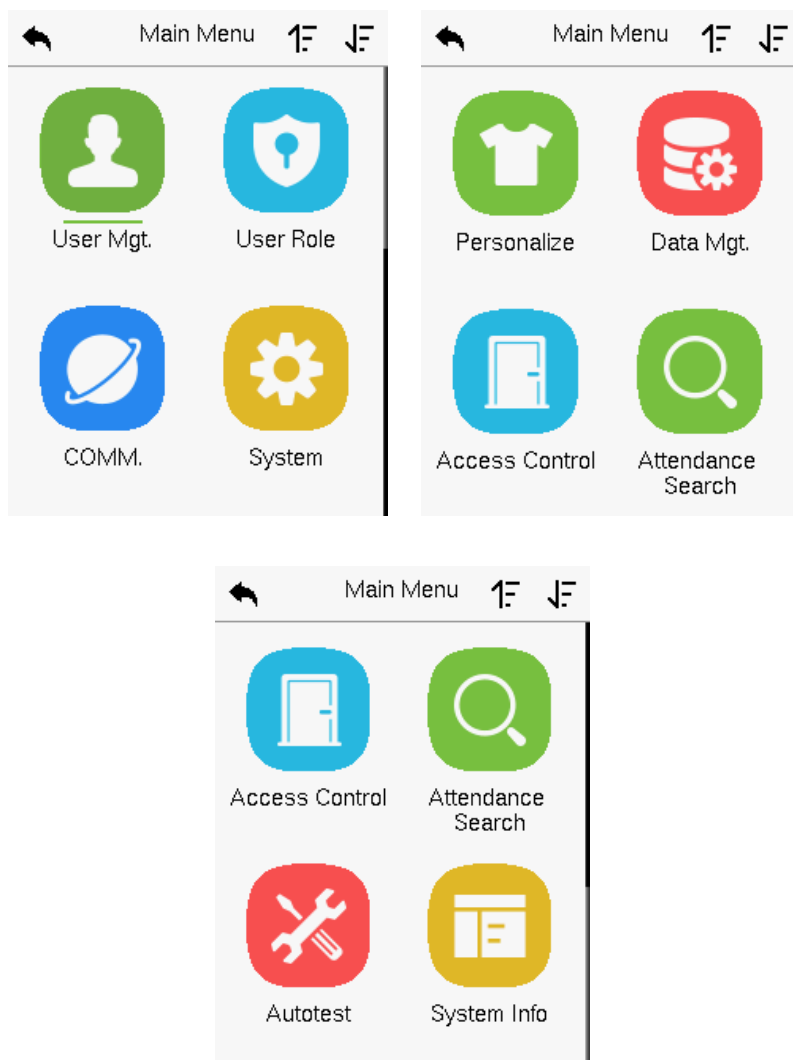 Main Menu
User Mgt.
User Role
COMM.
System
Main Menu
Personalize
Data Mgt.
Access Control
Attendance
Search
Main Menu
Access Control
Attendance
Search
Autotest
System Info